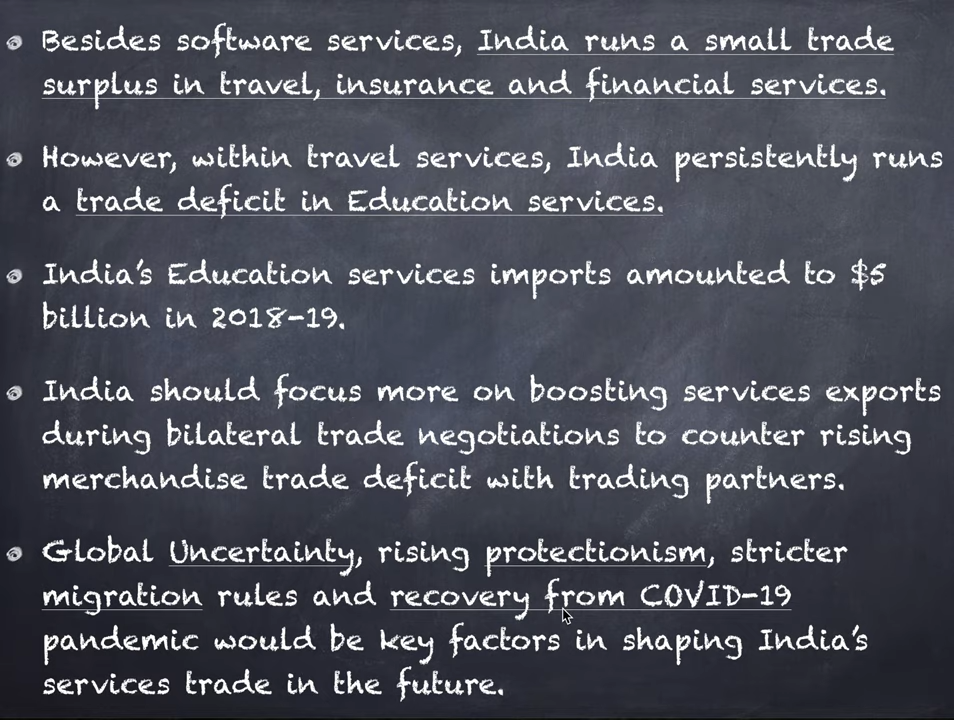 Besides software services, India runs a small trade
surplus in travel, insurance and financial services.
However, within travel services, India persistently runs
a trade deficit in Education services.
India's Education services imports amounted to $5
billion in 2018-19.
India should focus more on boosting services exports
during bilateral trade negotiations to counter rising
merchandise trade deficit with trading partners.
Global Uncertainty, rising protectionism, stricter
migration rules and recovery from COVID-19
pandemic would be key factors in shaping India's
services trade in the future.